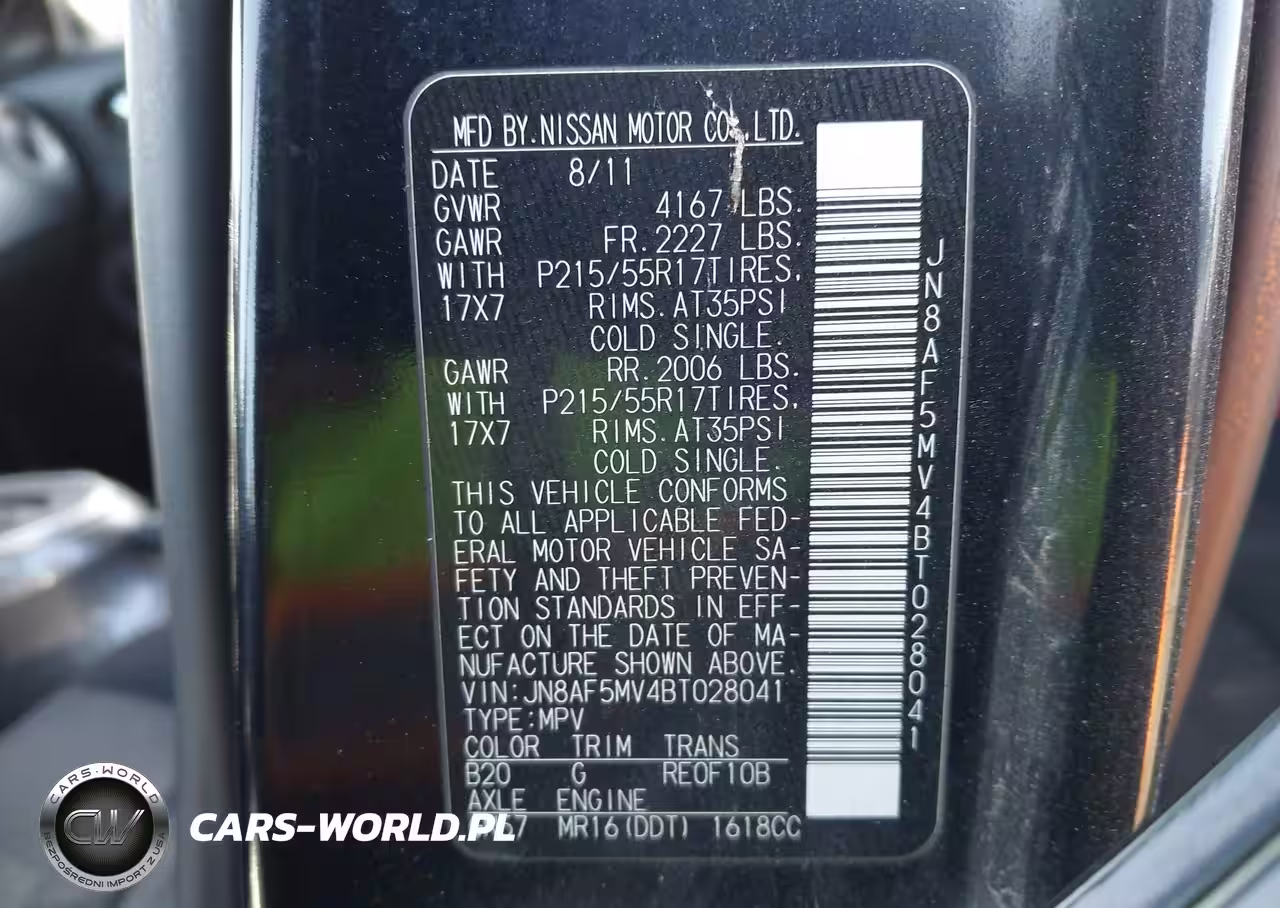 MFD BY.NISSAN MOTOR CO.,LTD.
DATE 8/11
GVWR 4167 LBS.
GAWR FR.2227 LBS.
WITH P215/55R17TIRES,
17X7 RIMS.AT35PSI
COLD SINGLE.
GAWR RR.2006 LBS.
WITH P215/55R17TIRES,
17X7 RIMS.AT35PSI
COLD SINGLE.
THIS VEHICLE CONFORMS
TO ALL APPLICABLE FED-
ERAL MOTOR VEHICLE SA-
FETY AND THEFT PREVEN-
TION STANDARDS IN EFF-
ECT ON THE DATE OF MA-
NUFACTURE SHOWN ABOVE.
VIN:JN8AF5MV4BT028041
TYPE:MPV
COLOR TRIM TRANS
B20 G RE0F10B
AXLE ENGINE
MR16(DDT) 1618CC
JN8AF5MV4BT028041
CARS-WORLD
CW
BEZPOŚREDNI IMPORT Z USA
CARS-WORLD.PL